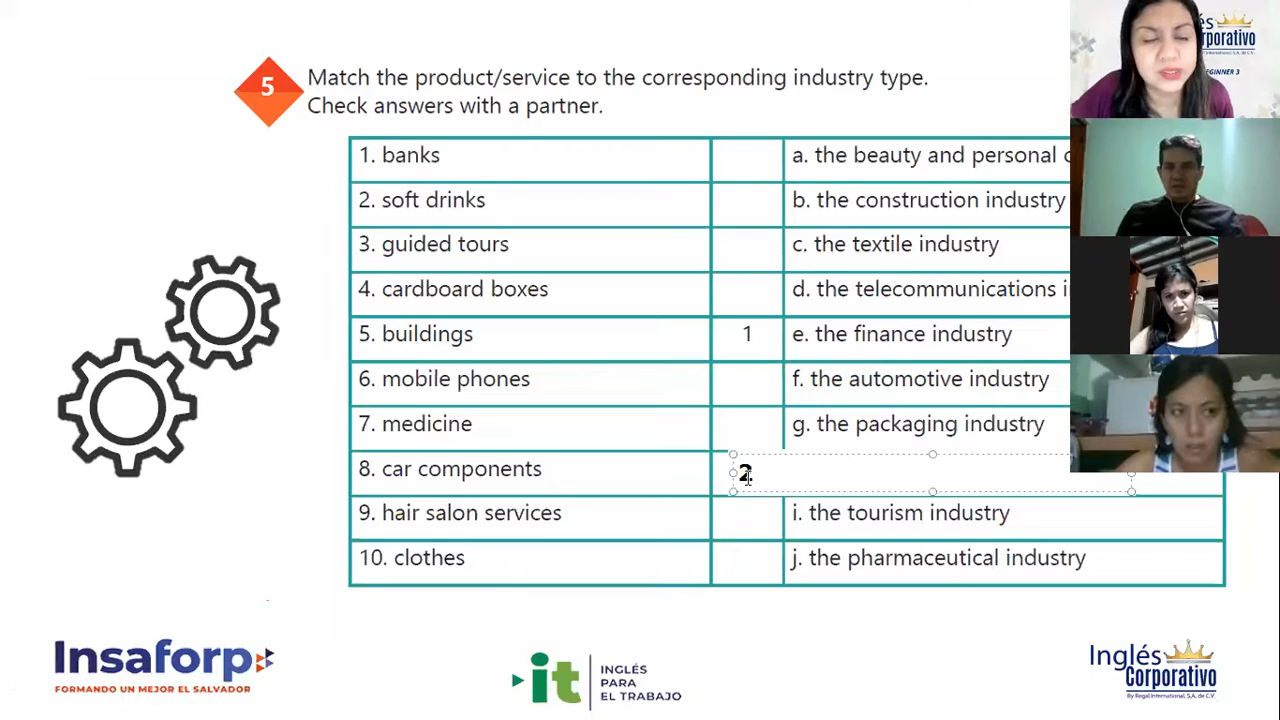 5
Match the product/service to the corresponding industry type.
Check answers with a partner.
1. banks a. the beauty and personal
2. soft drinks b. the construction industry
3. guided tours c. the textile industry
4. cardboard boxes d. the telecommunications
5. buildings 1 e. the finance industry
6. mobile phones f. the automotive industry
7. medicine g. the packaging industry
8. car components 2
9. hair salon services i. the tourism industry
10. clothes j. the pharmaceutical industry
Insaforp
FORMANDO UN MEJOR EL SALVADOR
it
INGLÉS
PARA
EL TRABAJO
Inglés
Corporativo
By Regal International, S.A. de C.V.